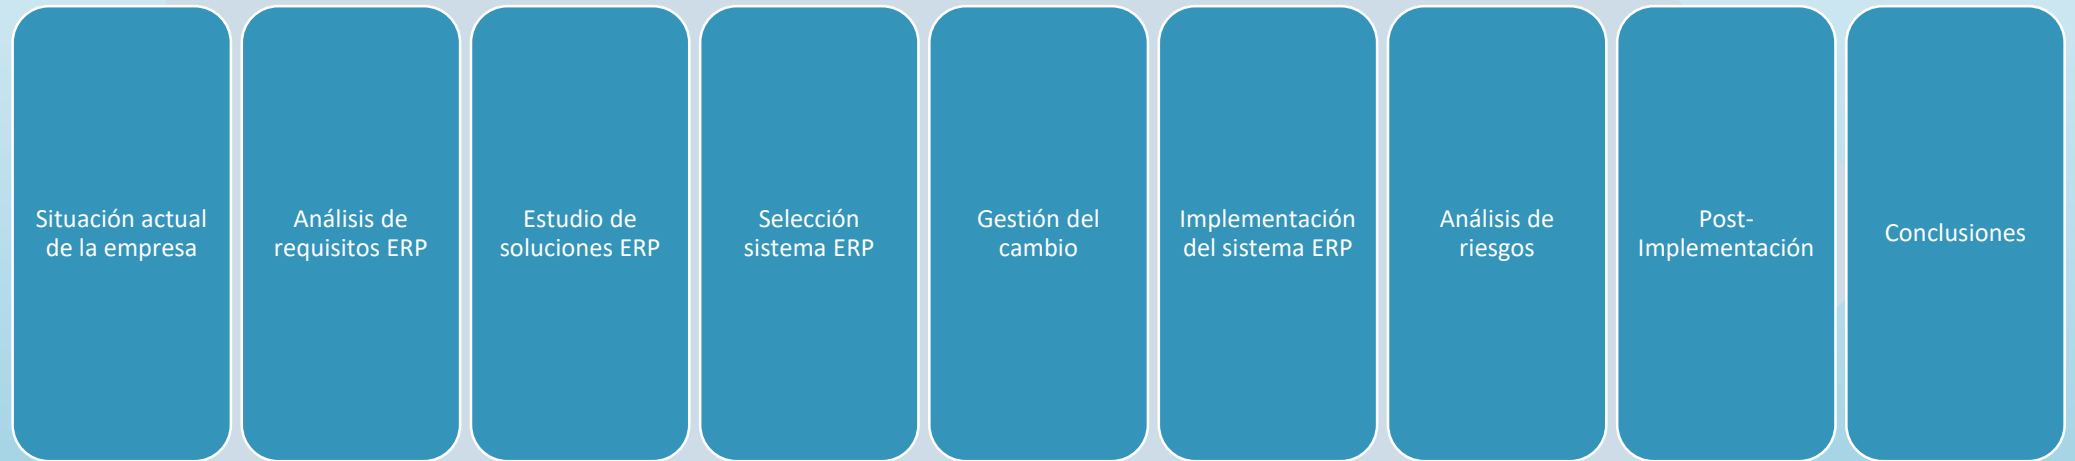 Situación actual
de la empresa
Análisis de
requisitos ERP
Estudio de
soluciones ERP
Selección
sistema ERP
Gestión del
cambio
Implementación
del sistema ERP
Análisis de
riesgos
Post-
Implementación
Conclusiones